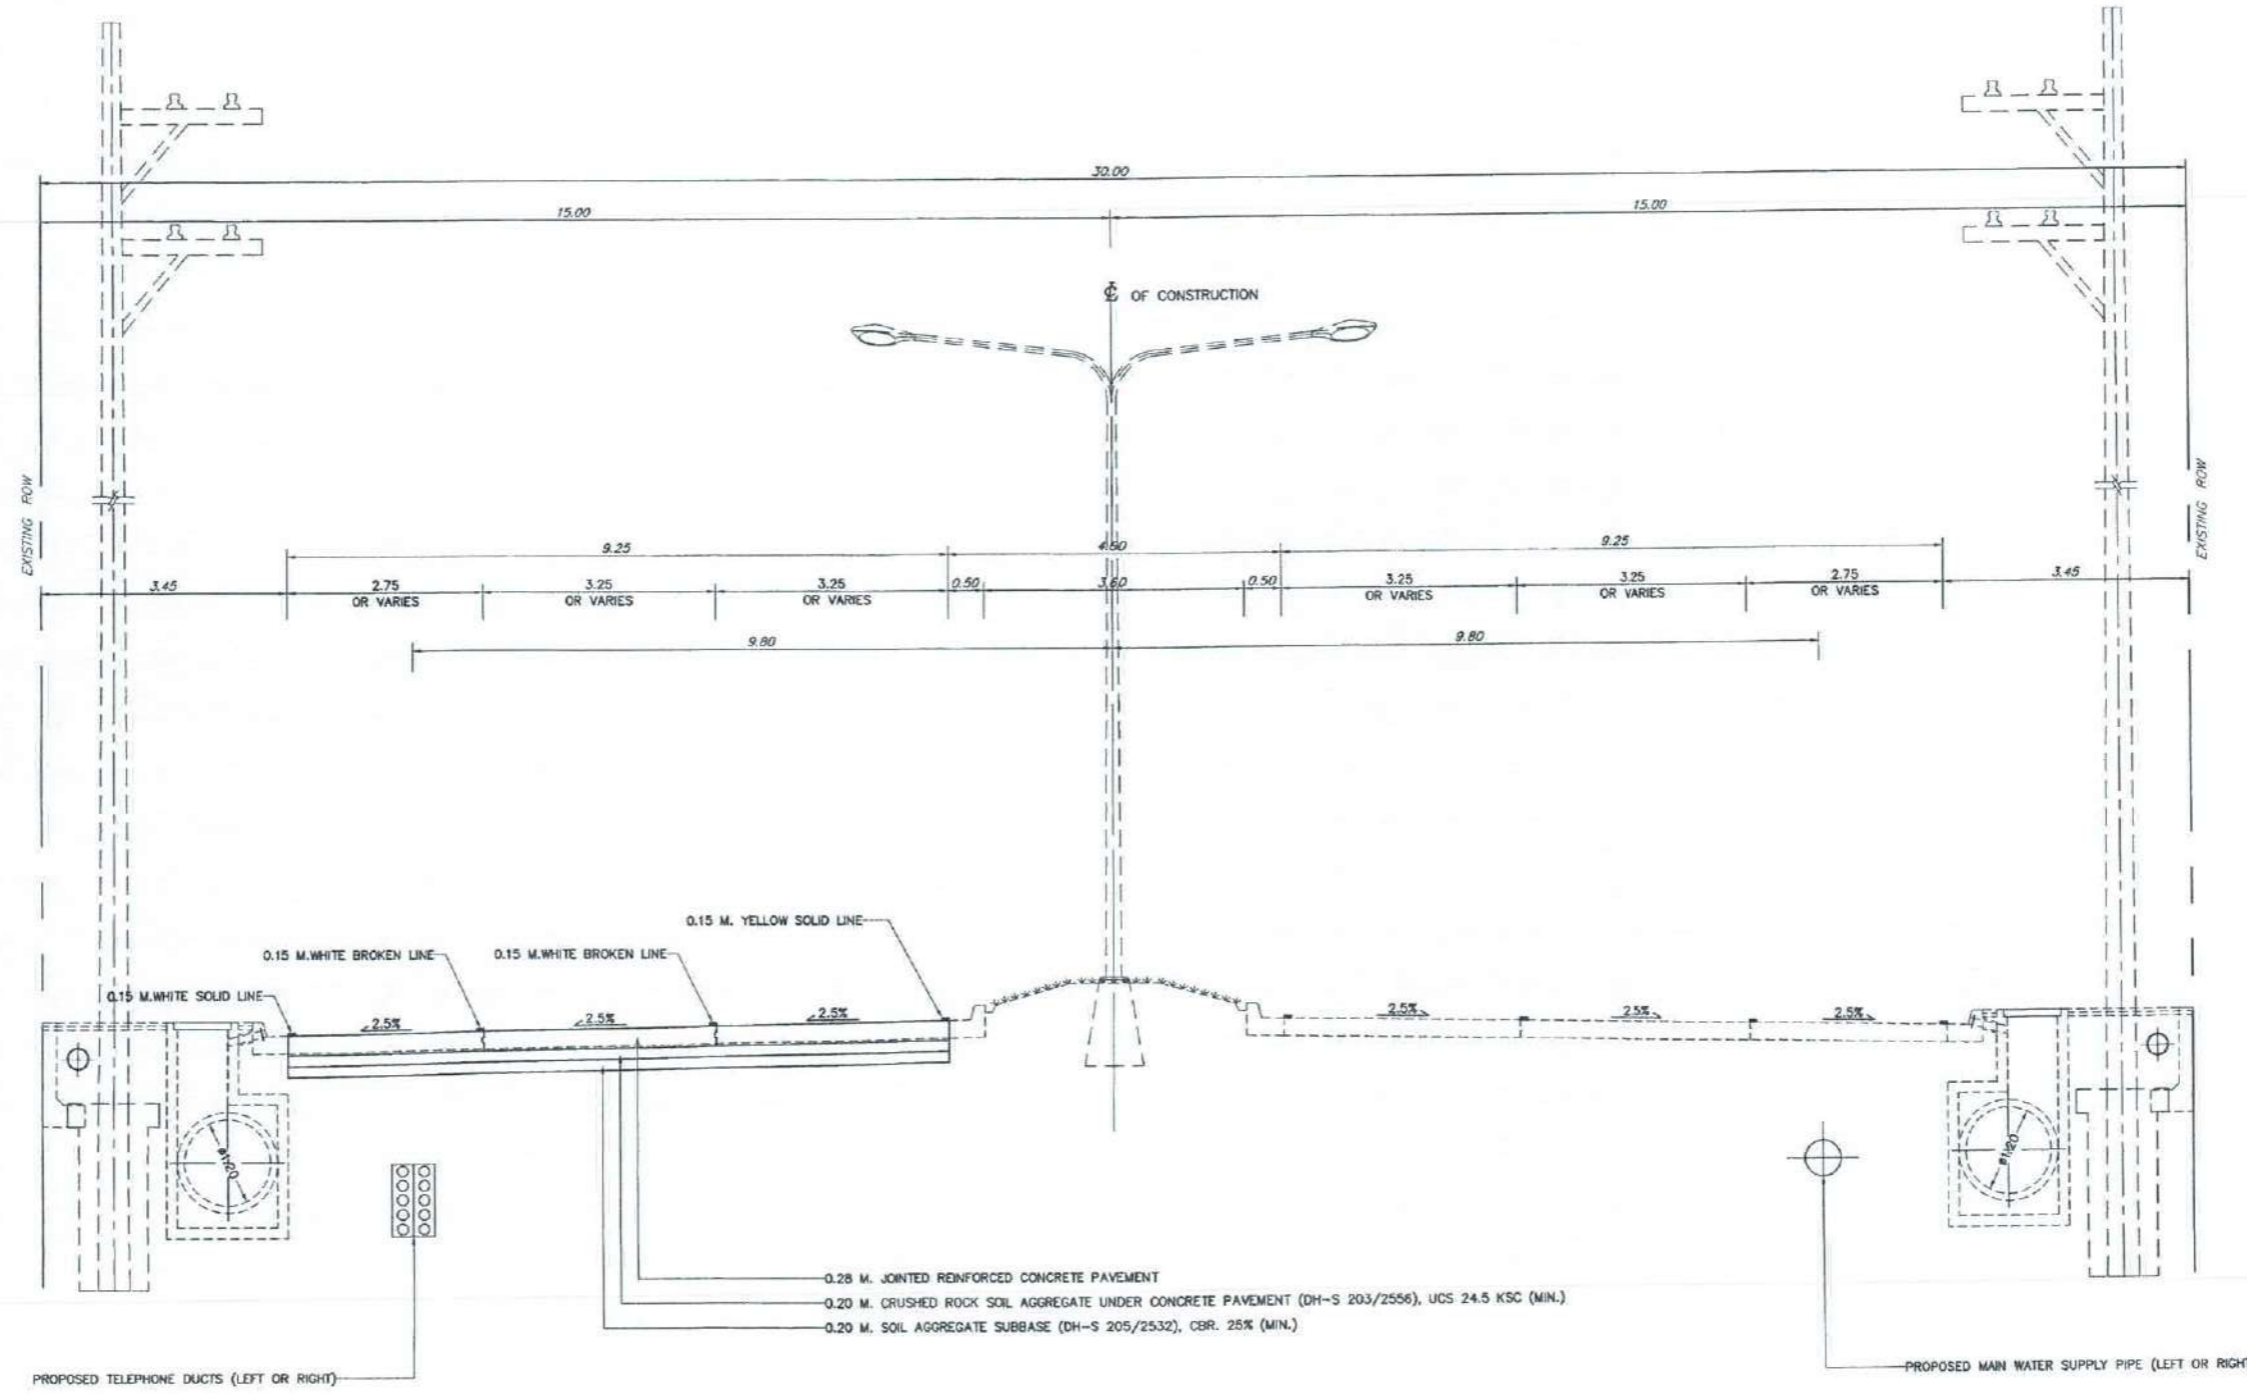 30.00
15.00
15.00
℄ OF CONSTRUCTION
EXISTING ROW
EXISTING ROW
9.25
4.60
9.25
3.45
2.75
OR VARIES
3.25
OR VARIES
3.25
OR VARIES
0.50
3.60
0.50
3.25
OR VARIES
3.25
OR VARIES
2.75
OR VARIES
3.45
9.80
9.80
0.15 M. YELLOW SOLID LINE
0.15 M.WHITE BROKEN LINE
0.15 M.WHITE BROKEN LINE
0.15 M.WHITE SOLID LINE
2.5%
2.5%
2.5%
2.5%
2.5%
2.5%
ø1.20
ø1.20
0.28 M. JOINTED REINFORCED CONCRETE PAVEMENT
0.20 M. CRUSHED ROCK SOIL AGGREGATE UNDER CONCRETE PAVEMENT (DH-S 203/2556), UCS 24.5 KSC (MIN.)
0.20 M. SOIL AGGREGATE SUBBASE (DH-S 205/2532), CBR. 25% (MIN.)
PROPOSED TELEPHONE DUCTS (LEFT OR RIGHT)
PROPOSED MAIN WATER SUPPLY PIPE (LEFT OR RIGHT